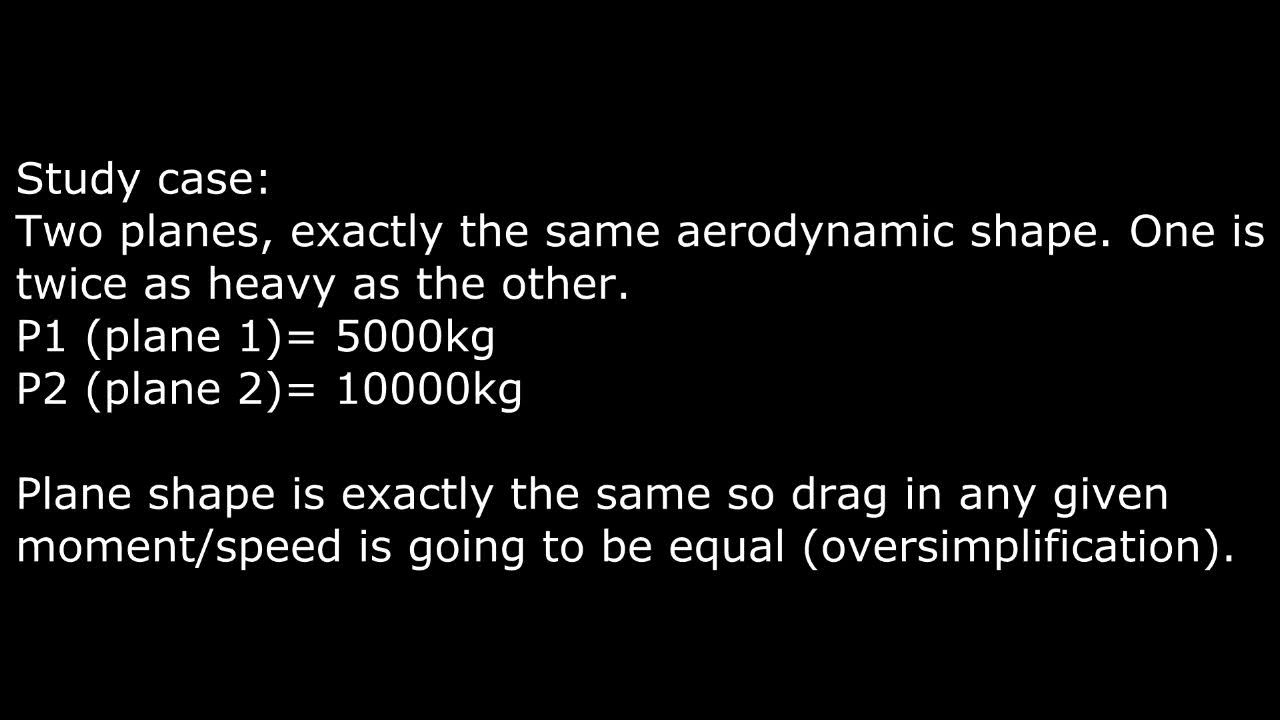 Study case:
Two planes, exactly the same aerodynamic shape. One is
twice as heavy as the other.
P1 (plane 1)= 5000kg
P2 (plane 2)= 10000kg
Plane shape is exactly the same so drag in any given
moment/speed is going to be equal (oversimplification).